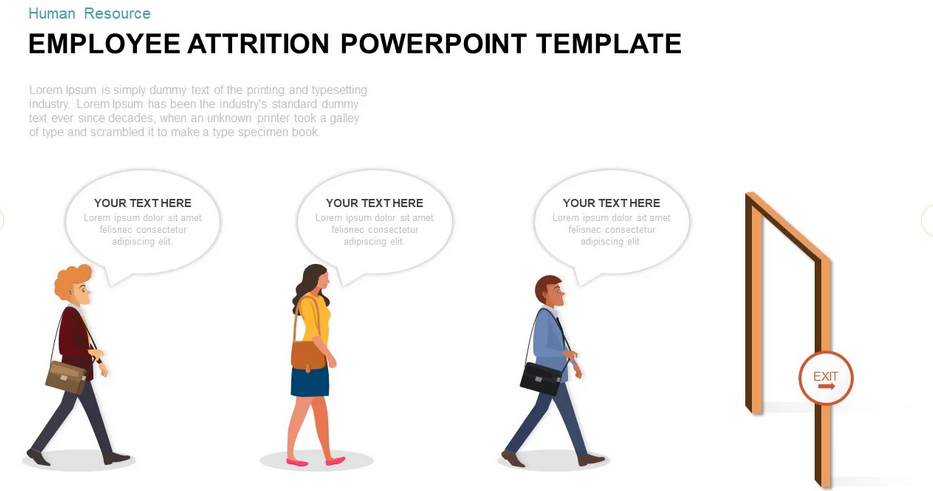 Human Resource
EMPLOYEE ATTRITION POWERPOINT TEMPLATE
Lorem Ipsum is simply dummy text of the printing and typesetting
industry. Lorem Ipsum has been the industry's standard dummy
text ever since decades, when an unknown printer took a galley
of type and scrambled it to make a type specimen book.
YOUR TEXT HERE
Lorem ipsum dolor sit amet
felisnec consectetur
adipiscing elit.
YOUR TEXT HERE
Lorem ipsum dolor sit amet
felisnec consectetur
adipiscing elit.
YOUR TEXT HERE
Lorem ipsum dolor sit amet
felisnec consectetur
adipiscing elit.
EXIT